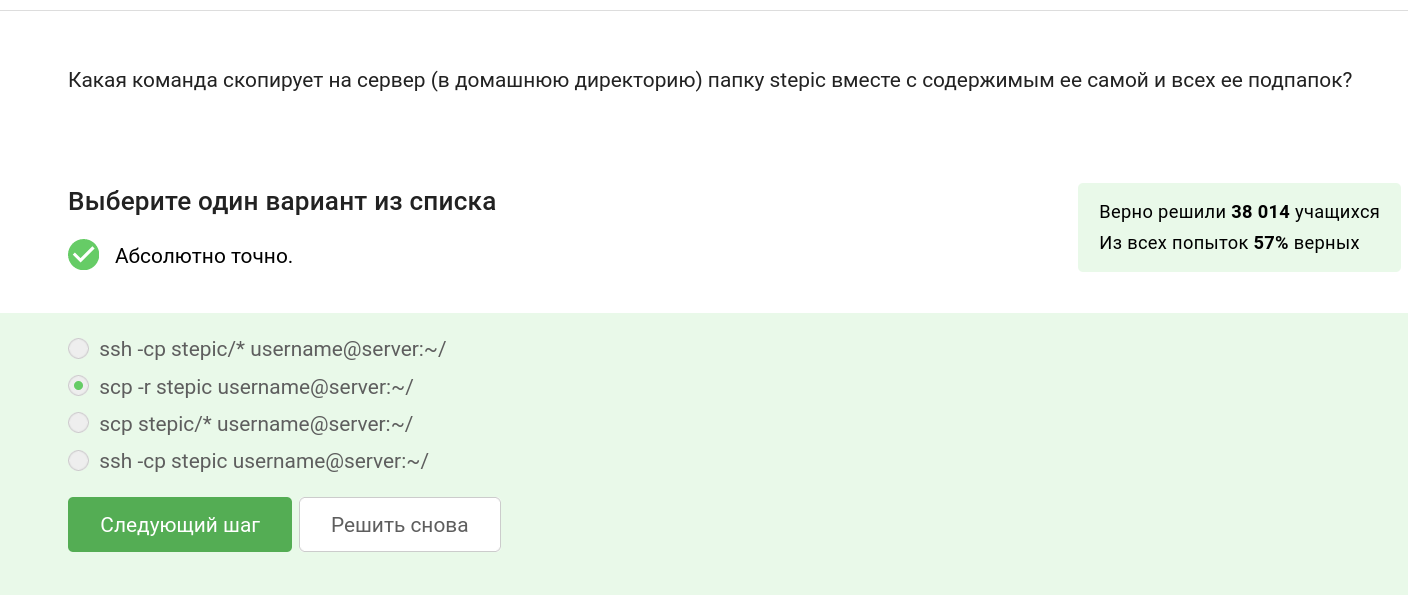 Какая команда скопирует на сервер (в домашнюю директорию) папку stepic вместе с содержимым ее самой и всех ее подпапок?
Выберите один вариант из списка
Абсолютно точно.
Верно решили 38 014 учащихся
Из всех попыток 57% верных
ssh -cp stepic/* username@server:~/
scp -r stepic username@server:~/
scp stepic/* username@server:~/
ssh -cp stepic username@server:~/
Следующий шаг
Решить снова